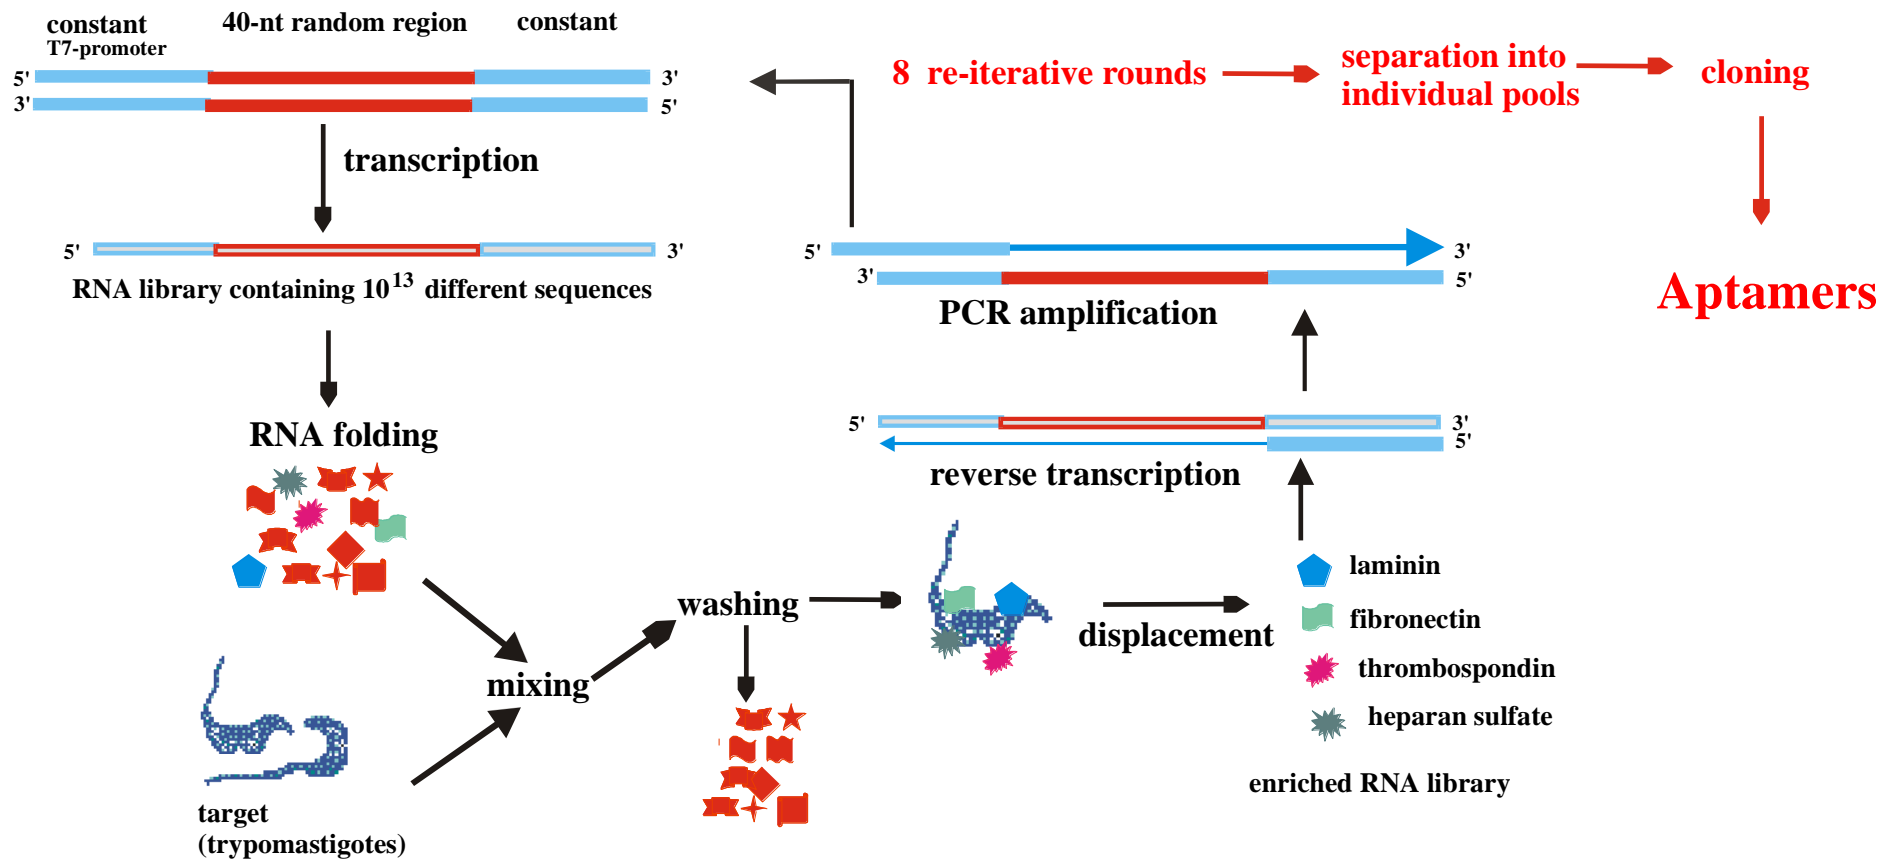 constant
T7-promoter
40-nt random region
constant
5'
3'
3'
5'
transcription
5'
3'
RNA library containing 10^13 different sequences
RNA folding
target
(trypomastigotes)
mixing
washing
displacement
laminin
fibronectin
thrombospondin
heparan sulfate
enriched RNA library
5'
3'
5'
reverse transcription
5'
3'
3'
5'
PCR amplification
8 re-iterative rounds
separation into
individual pools
cloning
Aptamers